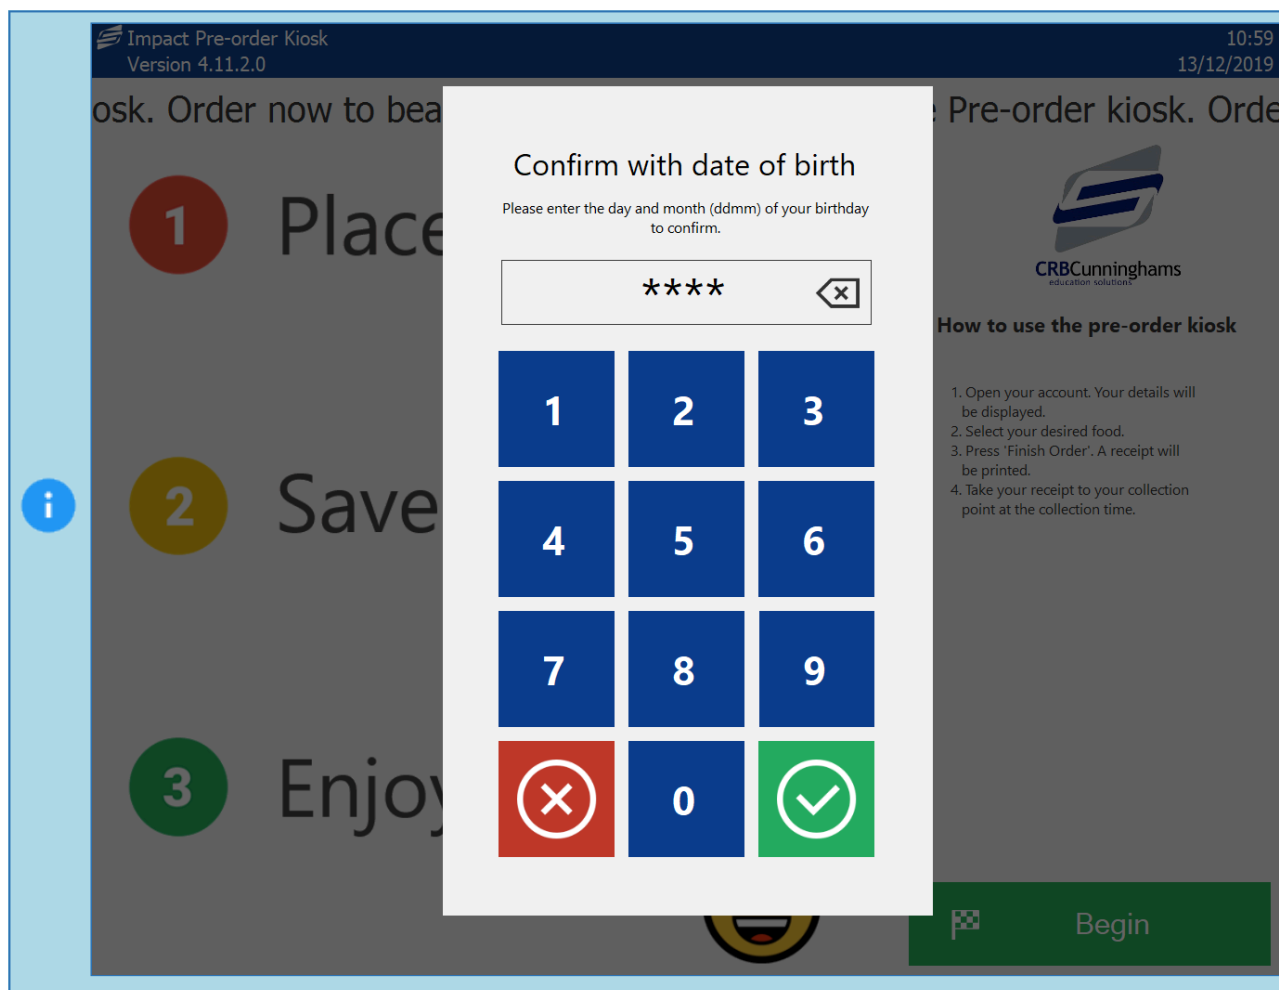 Impact Pre-order Kiosk
Version 4.11.2.0
10:59
13/12/2019
osk. Order now to bea
Pre-order kiosk. Orde
1 Place
2 Save
3 Enjoy
Confirm with date of birth
Please enter the day and month (ddmm) of your birthday
to confirm.
****
1 2 3
4 5 6
7 8 9
0
CRBCunninghams
education solutions
How to use the pre-order kiosk
1. Open your account. Your details will
be displayed.
2. Select your desired food.
3. Press 'Finish Order'. A receipt will
be printed.
4. Take your receipt to your collection
point at the collection time.
Begin
i